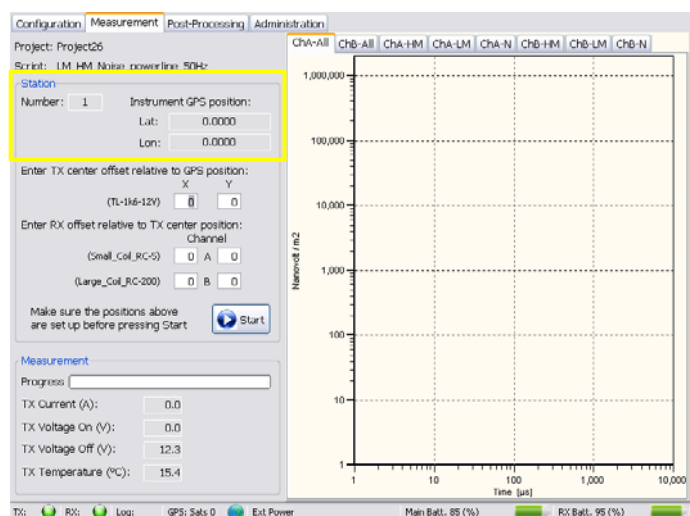 Configuration Measurement Post-Processing Administration
Project: Project26
Script: LM_HM_Noise_powerline_50Hz
Station
Number: 1 Instrument GPS position:
Lat: 0.0000
Lon: 0.0000
Enter TX center offset relative to GPS position:
X Y
(TL-1k6-12Y) 0 0
Enter RX offset relative to TX center position:
Channel
(Small_Coil_RC-5) 0 A 0
(Large_Coil_RC-200) 0 B 0
Make sure the positions above
are set up before pressing Start
Start
Measurement
Progress
TX Current (A): 0.0
TX Voltage On (V): 0.0
TX Voltage Off (V): 12.3
TX Temperature (ºC): 15.4
ChA-All ChB-All ChA-HM ChA-LM ChA-N ChB-HM ChB-LM ChB-N
1,000,000
100,000
10,000
1,000
100
10
1
Nanovolt / m2
1 10 100 1,000 10,000
Time [µs]
TX: RX: Log: GPS: Sats 0 Ext Power Main Batt. 85 (%) RX Batt. 95 (%)